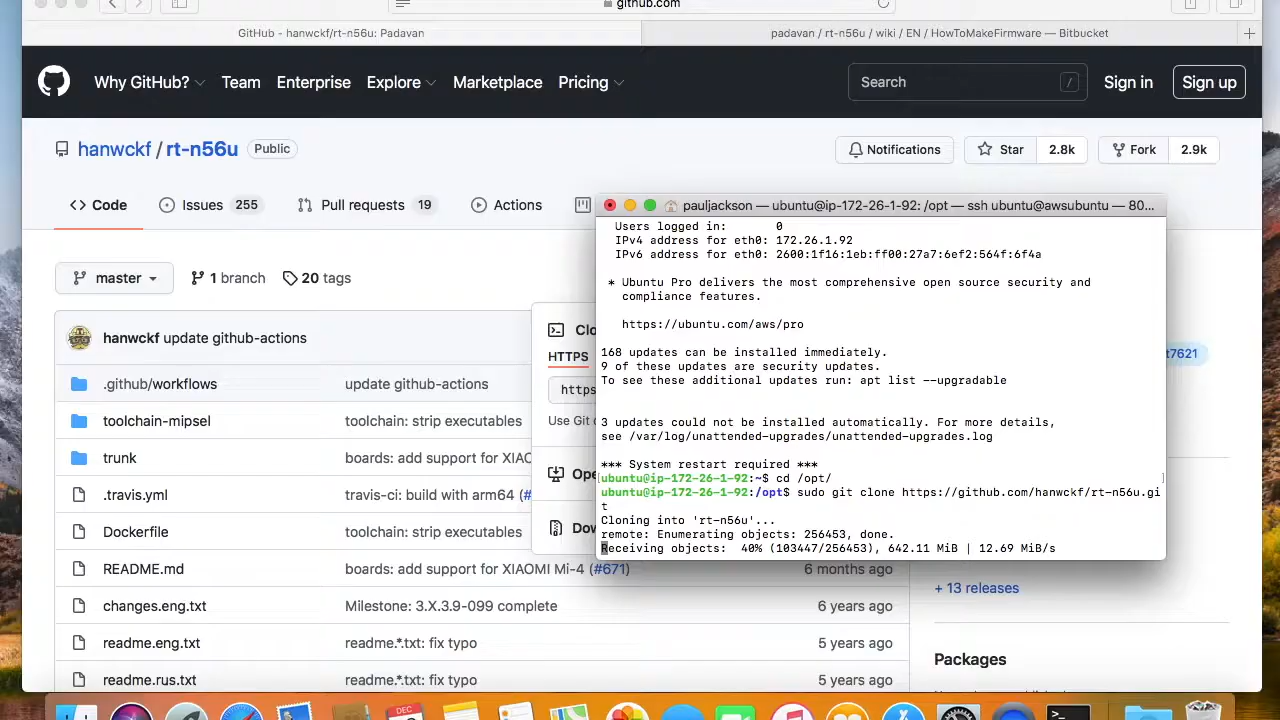 github.com
GitHub - hanwckf/rt-n56u: Padavan
padavan / rt-n56u / wiki / EN / HowToMakeFirmware — Bitbucket
Why GitHub?
Team
Enterprise
Explore
Marketplace
Pricing
Search
/
Sign in
Sign up
hanwckf / rt-n56u
Public
Notifications
Star
2.8k
Fork
2.9k
Code
Issues 255
Pull requests 19
Actions
master
1 branch
20 tags
hanwckf update github-actions
.github/workflows
update github-actions
toolchain-mipsel
toolchain: strip executables
trunk
boards: add support for XIAO
.travis.yml
travis-ci: build with arm64 (#
Dockerfile
toolchain: strip executables
README.md
boards: add support for XIAOMI Mi-4 (#671)
6 months ago
changes.eng.txt
Milestone: 3.X.3.9-099 complete
6 years ago
readme.eng.txt
readme.*.txt: fix typo
5 years ago
readme.rus.txt
readme.*.txt: fix typo
5 years ago
Clo
HTTPS
https
Use Git o
Ope
Dow
t7621
+ 13 releases
Packages
pauljackson — ubuntu@ip-172-26-1-92: /opt — ssh ubuntu@awsubuntu — 80...
Users logged in: 0
IPv4 address for eth0: 172.26.1.92
IPv6 address for eth0: 2600:1f16:1eb:ff00:27a7:6ef2:564f:6f4a
* Ubuntu Pro delivers the most comprehensive open source security and
compliance features.
https://ubuntu.com/aws/pro
168 updates can be installed immediately.
9 of these updates are security updates.
To see these additional updates run: apt list --upgradable
3 updates could not be installed automatically. For more details,
see /var/log/unattended-upgrades/unattended-upgrades.log
*** System restart required ***
[ubuntu@ip-172-26-1-92:~$ cd /opt/ ]
ubuntu@ip-172-26-1-92:/opt$ sudo git clone https://github.com/hanwckf/rt-n56u.gi
t
Cloning into 'rt-n56u'...
remote: Enumerating objects: 256453, done.
Receiving objects: 40% (103447/256453), 642.11 MiB | 12.69 MiB/s
DEC